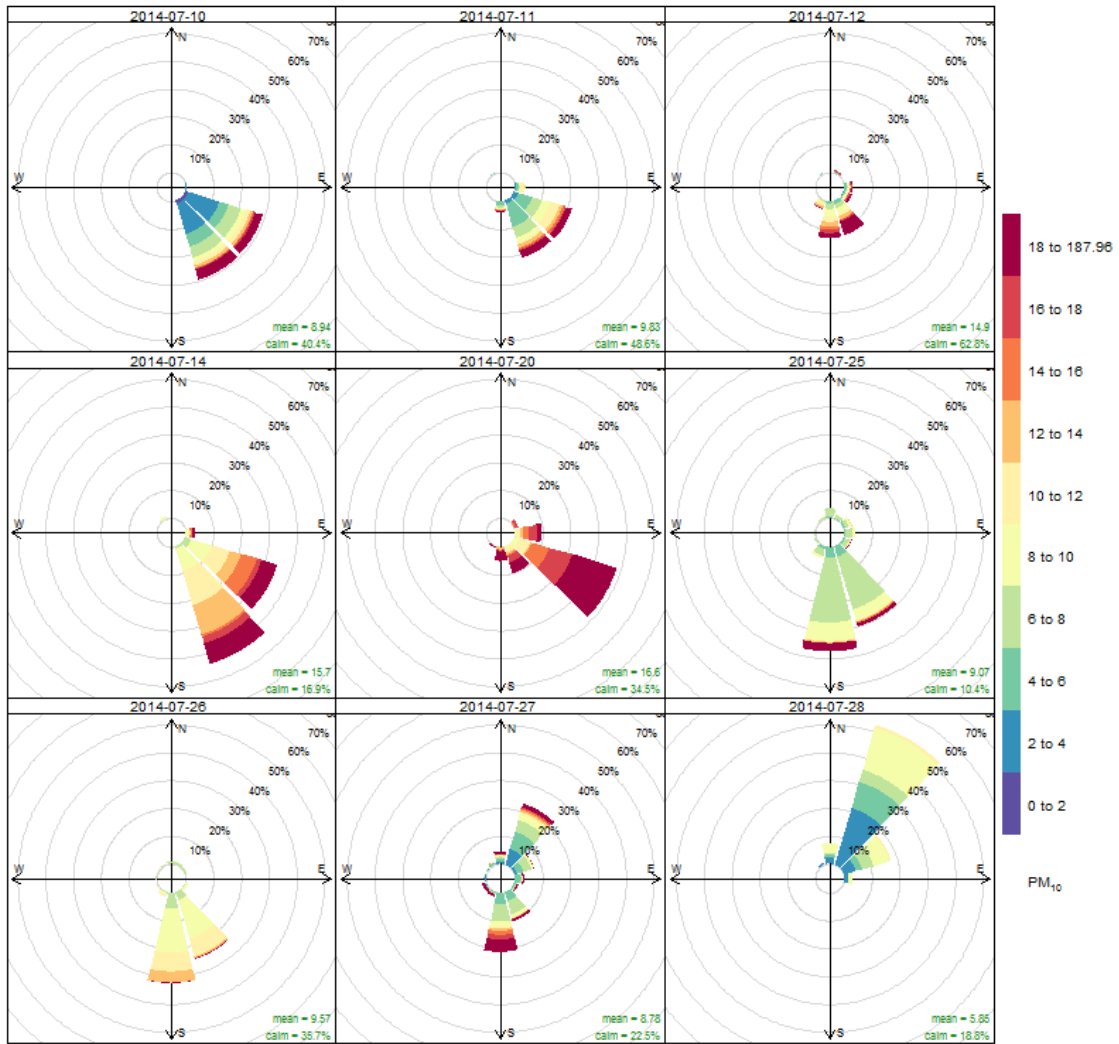 2014-07-10
N
70%
60%
50%
40%
30%
20%
10%
W
E
S
mean = 8.94
calm = 40.4%
2014-07-11
N
70%
60%
50%
40%
30%
20%
10%
W
E
S
mean = 9.83
calm = 48.6%
2014-07-12
N
70%
60%
50%
40%
30%
20%
10%
W
E
S
mean = 14.9
calm = 62.8%
2014-07-14
N
70%
60%
50%
40%
30%
20%
10%
W
E
S
mean = 15.7
calm = 16.9%
2014-07-20
N
70%
60%
50%
40%
30%
20%
10%
W
E
S
mean = 16.6
calm = 34.5%
2014-07-25
N
70%
60%
50%
40%
30%
20%
10%
W
E
S
mean = 9.07
calm = 10.4%
2014-07-26
N
70%
60%
50%
40%
30%
20%
10%
W
E
S
mean = 9.57
calm = 35.7%
2014-07-27
N
70%
60%
50%
40%
30%
20%
10%
W
E
S
mean = 8.78
calm = 22.5%
2014-07-28
N
70%
60%
50%
40%
30%
20%
10%
W
E
S
mean = 5.85
calm = 18.8%
18 to 187.96
16 to 18
14 to 16
12 to 14
10 to 12
8 to 10
6 to 8
4 to 6
2 to 4
0 to 2
PM₁₀